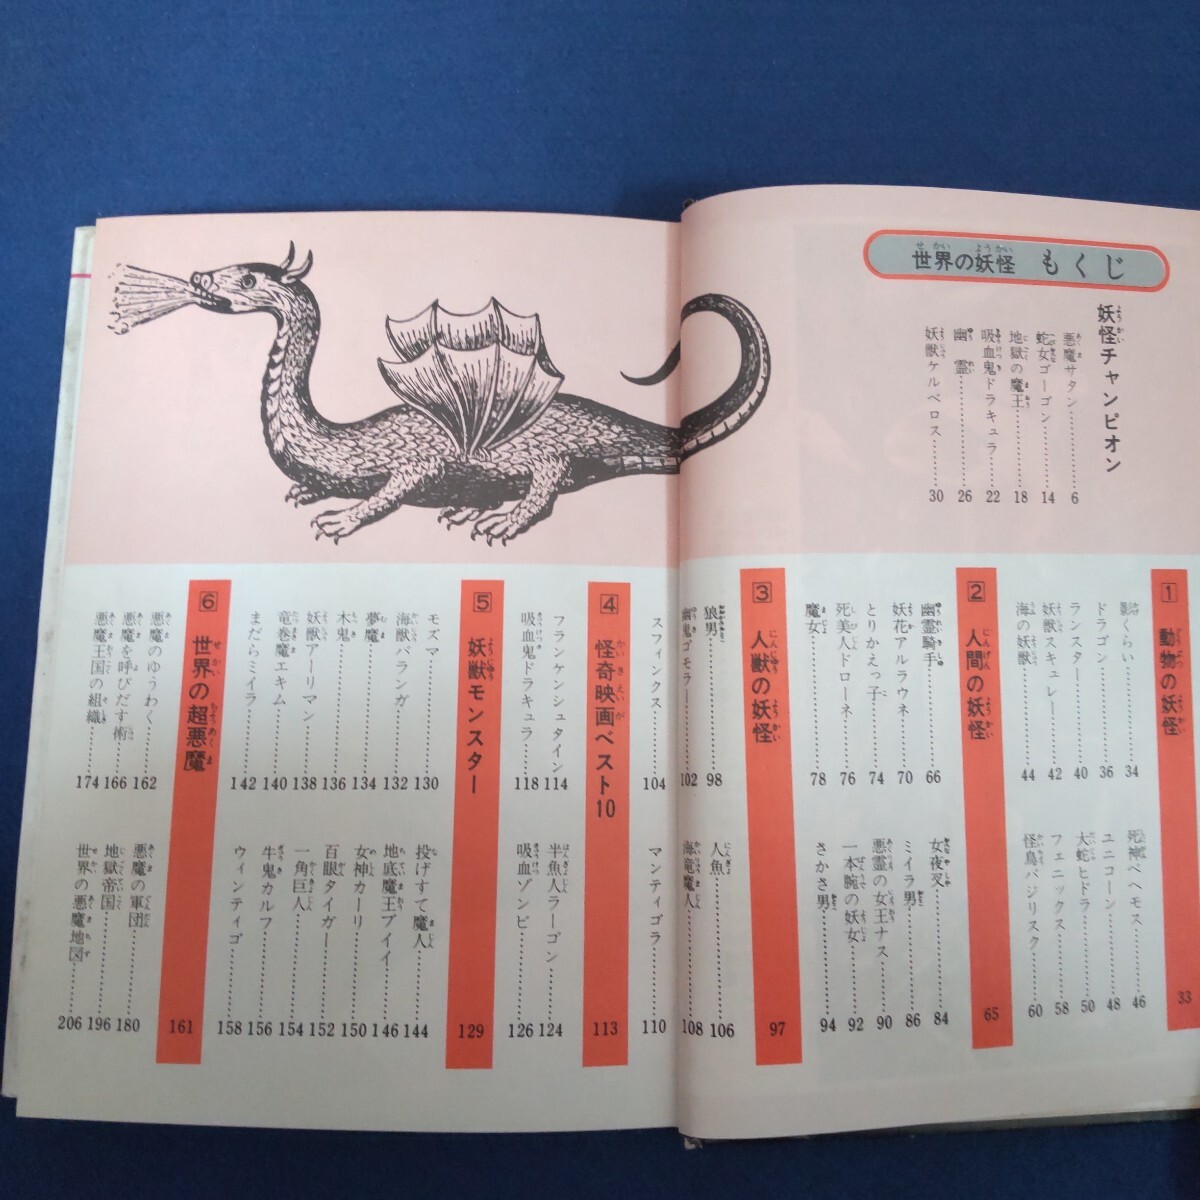 世界の妖怪 もくじ
妖怪チャンピオン
悪魔サタン 6
蛇女ゴーゴン 14
地獄の魔王 18
吸血鬼ドラキュラ 22
幽霊 26
妖獣ケルベロス 30
1 動物の妖怪 33
影くらい 34
ドラゴン 36
ランスター 40
妖獣スキュレー 42
海の妖獣 44
死神ベヘモス 46
ユニコーン 48
大蛇ヒドラ 50
フェニックス 58
怪鳥バジリスク 60
2 人間の妖怪 65
幽霊騎手 66
妖花アルラウネ 70
とりかえっ子 74
死美人ドローネ 76
魔女 78
女夜叉 84
ミイラ男 86
悪霊の女王ナス 90
一本腕の妖女 92
さかさ男 94
3 人獣の妖怪 97
狼男 98
幽鬼ゴモラー 102
スフィンクス 104
人魚 106
海竜魔人 108
マンティゴラ 110
4 怪奇映画ベスト10 113
フランケンシュタイン 114
吸血鬼ドラキュラ 118
半魚人ラーゴン 124
吸血ゾンビ 126
5 妖獣モンスター 129
モズマ 130
海獣バランガ 132
夢魔 134
木鬼 136
妖獣アーリマン 138
竜巻魔エキム 140
まだらミイラ 142
投げすて魔人 144
地底魔王ブイイ 146
女神カーリ 150
百眼タイガー 152
一角巨人 154
牛鬼カルフ 156
ウィンティゴ 158
6 世界の超悪魔 161
悪魔のゆうわく 162
悪魔を呼びだす術 166
悪魔王国の組織 174
悪魔の軍団 180
地獄帝国 196
世界の悪魔地図 206